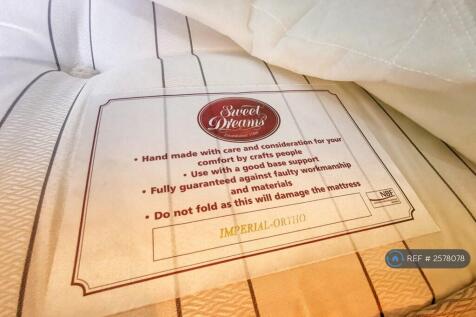 Sweet
Dreams
• Hand made with care and consideration for your
comfort by crafts people
• Use with a good base support
• Fully guaranteed against faulty workmanship
and materials
• Do not fold as this will damage the mattress
NBF
IMPERIAL-ORTHO
REF # 2578078